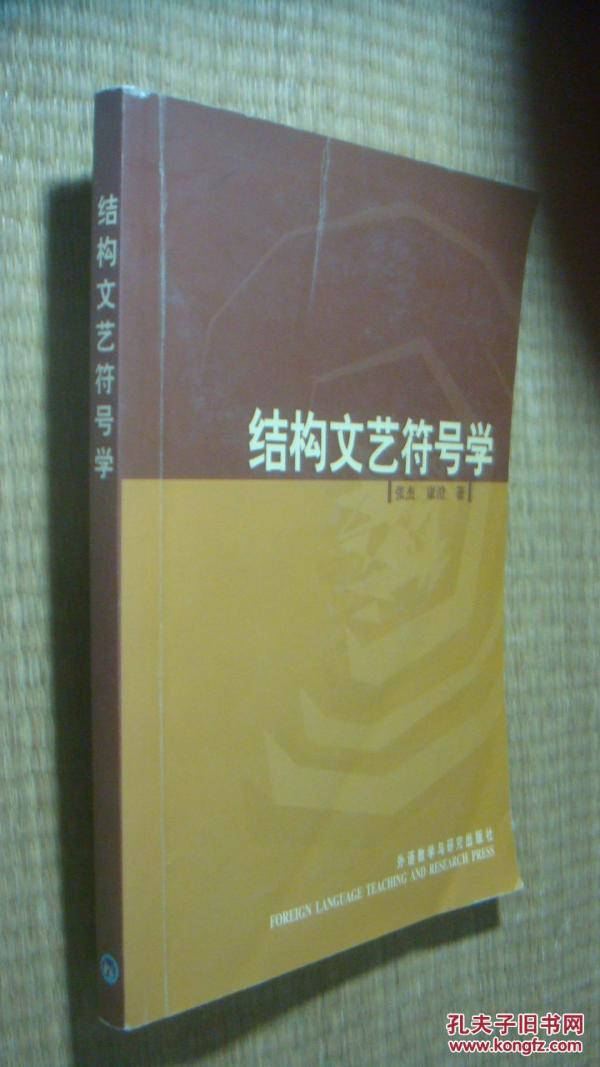 结构文艺符号学
结构文艺符号学
张杰 康澄 著
外语教学与研究出版社
FOREIGN LANGUAGE TEACHING AND RESEARCH PRESS
孔夫子旧书网
www.kongfz.com